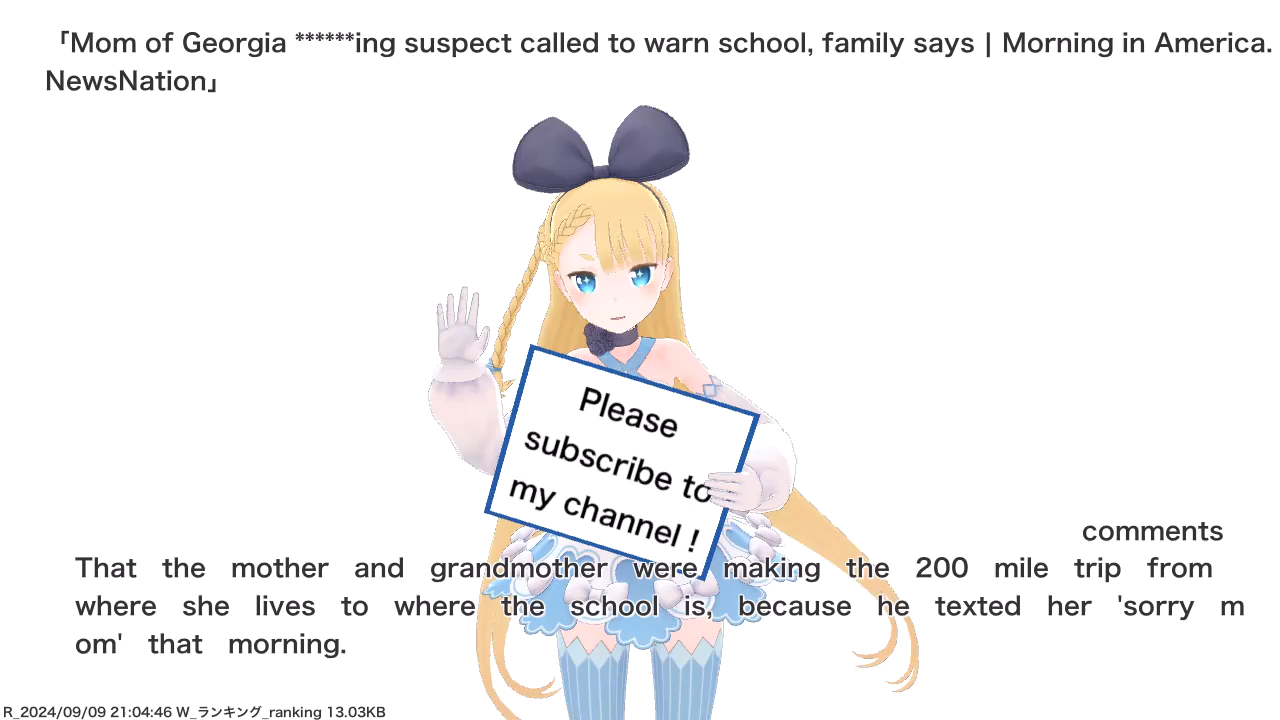 「Mom of Georgia ******ing suspect called to warn school, family says | Morning in America.
NewsNation」
Please
subscribe to
my channel !
comments
That the mother and grandmother were making the 200 mile trip from
where she lives to where the school is, because he texted her 'sorry m
om' that morning.
R_2024/09/09 21:04:46 W_ランキング_ranking 13.03KB